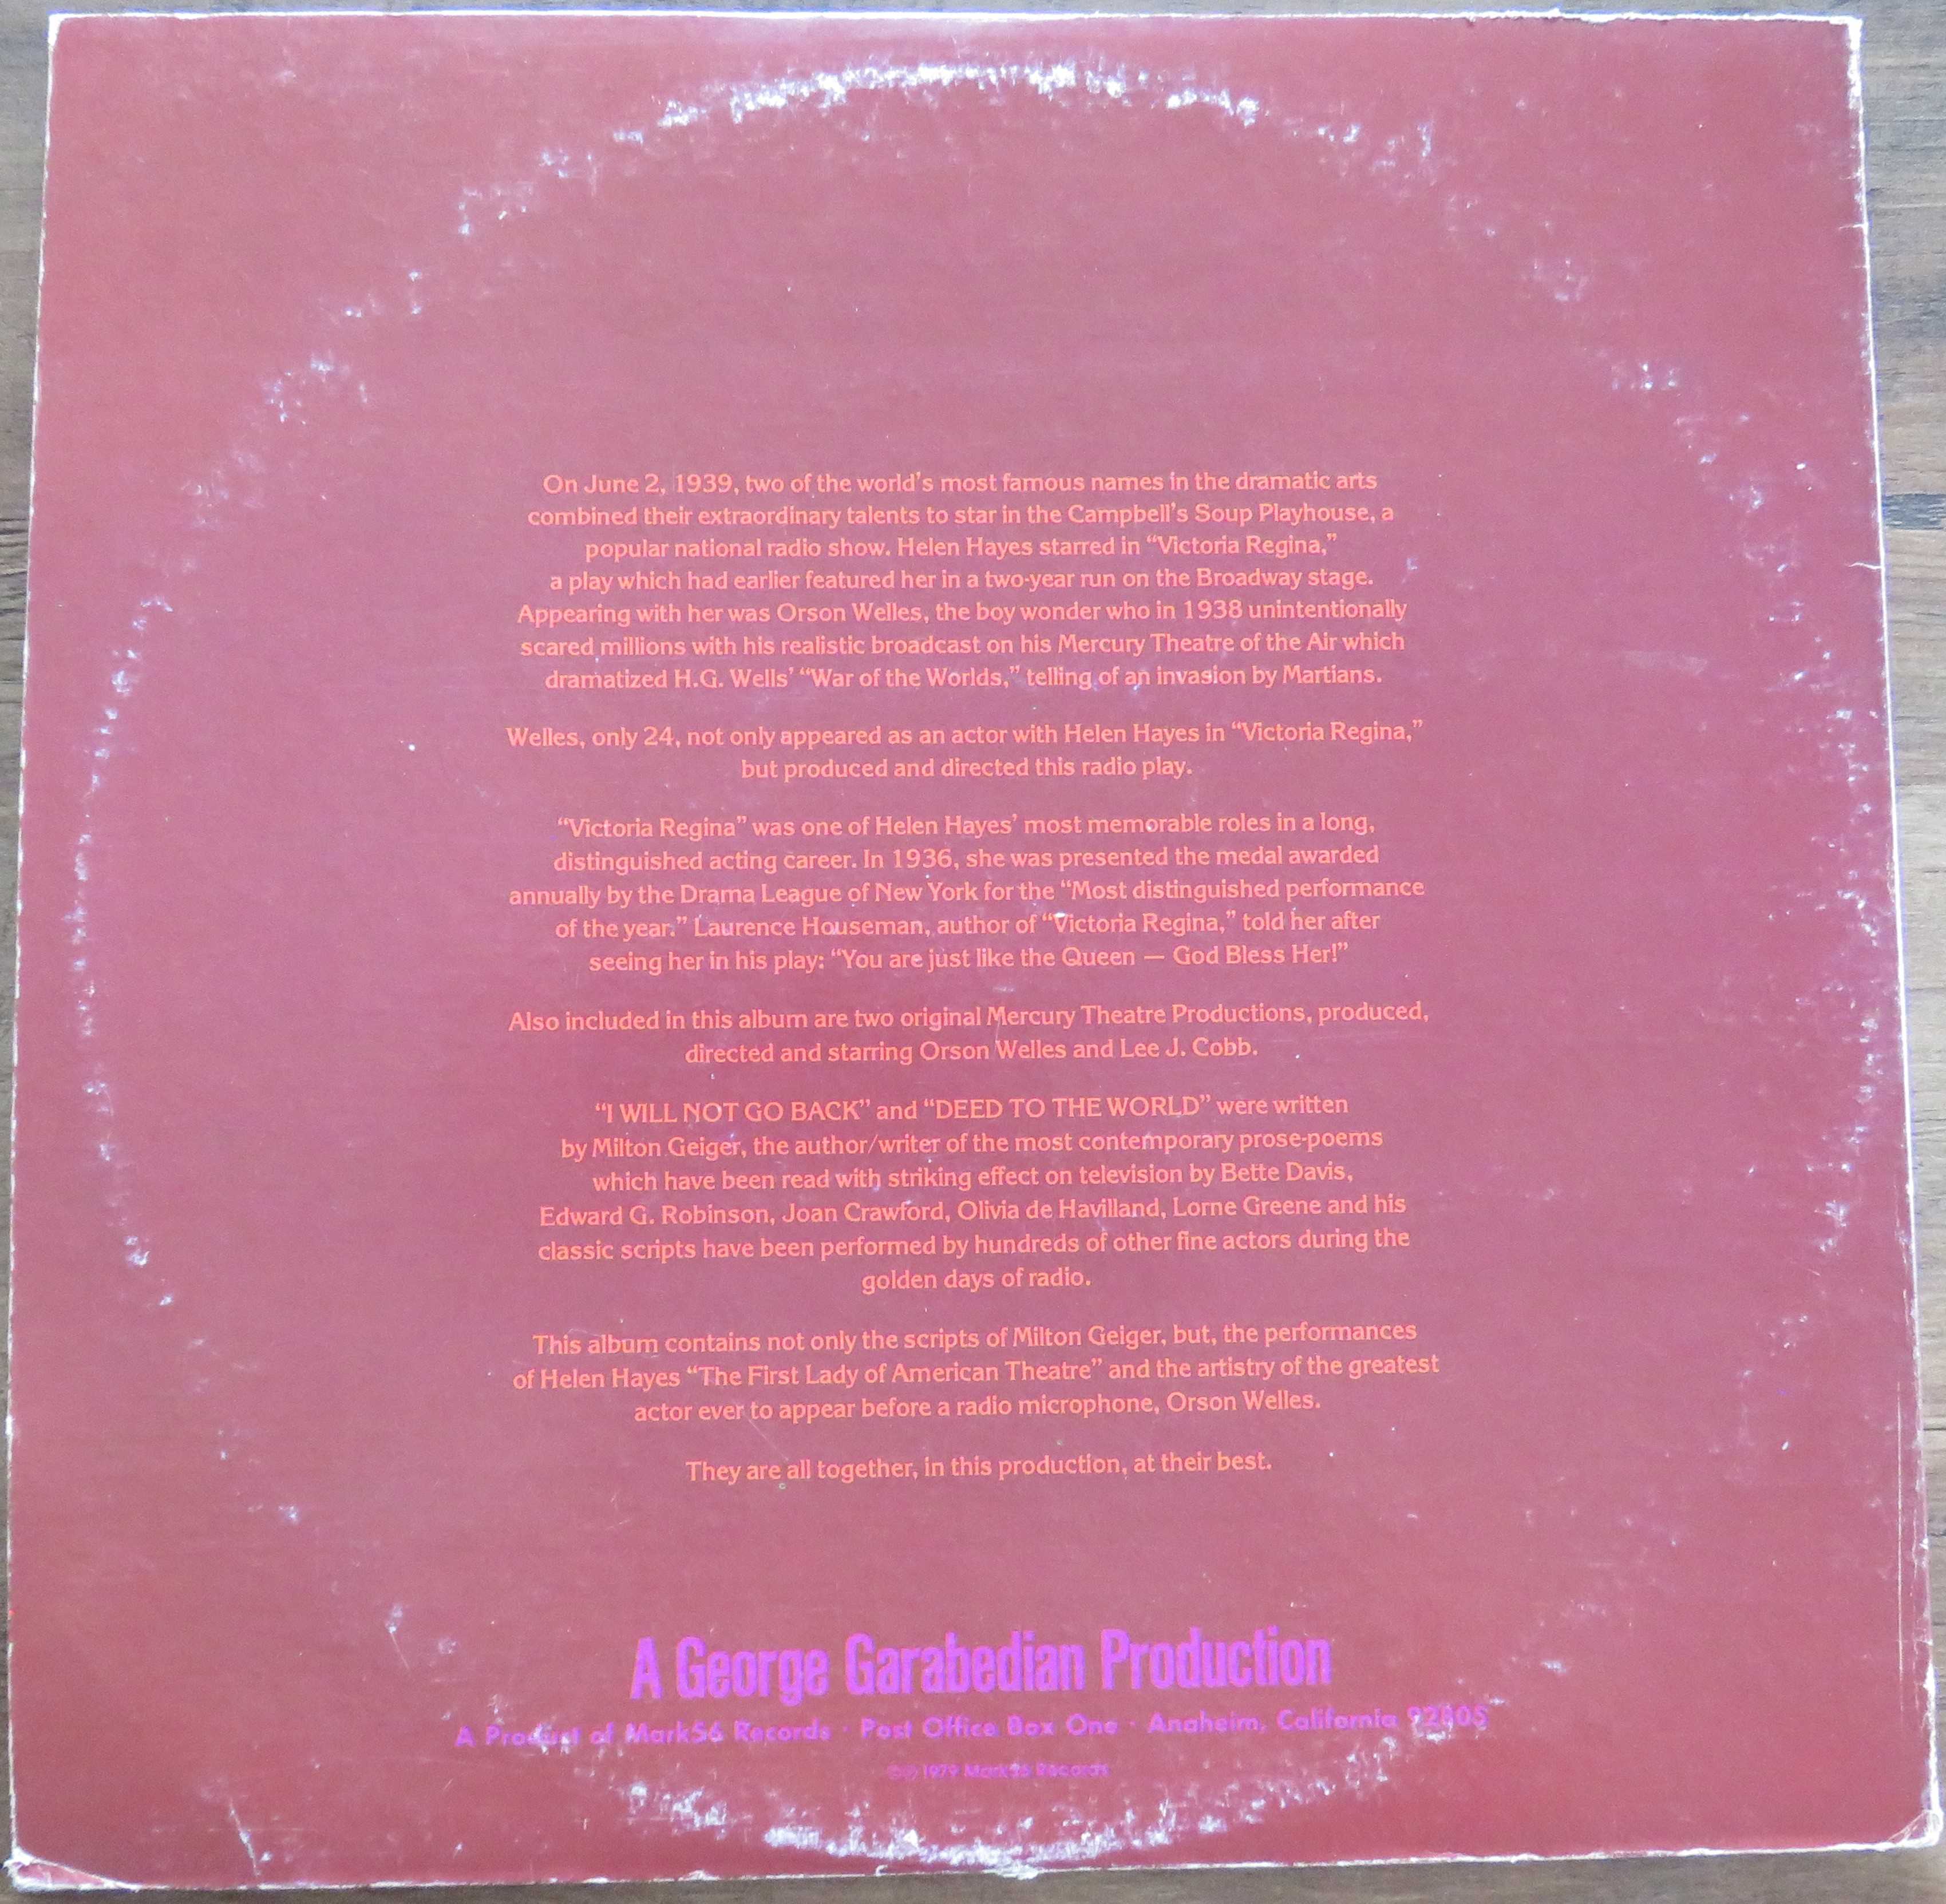 On June 2, 1939, two of the world's most famous names in the dramatic arts
combined their extraordinary talents to star in the Campbell's Soup Playhouse, a
popular national radio show. Helen Hayes starred in “Victoria Regina,”
a play which had earlier featured her in a two-year run on the Broadway stage.
Appearing with her was Orson Welles, the boy wonder who in 1938 unintentionally
scared millions with his realistic broadcast on his Mercury Theatre of the Air which
dramatized H.G. Wells’ “War of the Worlds,” telling of an invasion by Martians.
Welles, only 24, not only appeared as an actor with Helen Hayes in “Victoria Regina,”
but produced and directed this radio play.
“Victoria Regina” was one of Helen Hayes’ most memorable roles in a long,
distinguished acting career. In 1936, she was presented the medal awarded
annually by the Drama League of New York for the “Most distinguished performance
of the year.” Laurence Houseman, author of “Victoria Regina,” told her after
seeing her in his play: “You are just like the Queen — God Bless Her!”
Also included in this album are two original Mercury Theatre Productions, produced,
directed and starring Orson Welles and Lee J. Cobb.
“I WILL NOT GO BACK” and “DEED TO THE WORLD” were written
by Milton Geiger, the author/writer of the most contemporary prose-poems
which have been read with striking effect on television by Bette Davis,
Edward G. Robinson, Joan Crawford, Olivia de Havilland, Lorne Greene and his
classic scripts have been performed by hundreds of other fine actors during the
golden days of radio.
This album contains not only the scripts of Milton Geiger, but, the performances
of Helen Hayes “The First Lady of American Theatre” and the artistry of the greatest
actor ever to appear before a radio microphone, Orson Welles.
They are all together, in this production, at their best.
A George Garabedian Production
A Product of Mark56 Records · Post Office Box One · Anaheim, California 92805
1979 Mark56 Records